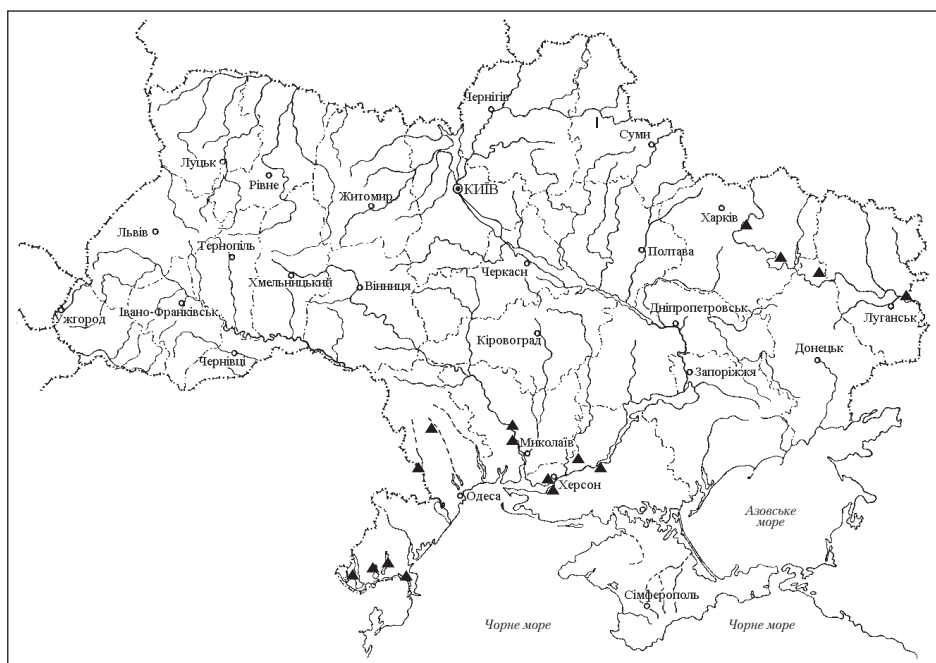 Чернігів
Суми
Луцьк
Рівне
КИЇВ
Житомир
Харків
Львів
Тернопіль
Полтава
Хмельницький
Черкаси
Вінниця
Ужгород
Івано-Франківськ
Дніпропетровськ
Луганськ
Кіровоград
Чернівці
Донецьк
Запоріжжя
Миколаїв
Херсон
Одеса
Азовське
море
Сімферополь
Чорне море
Чорне море